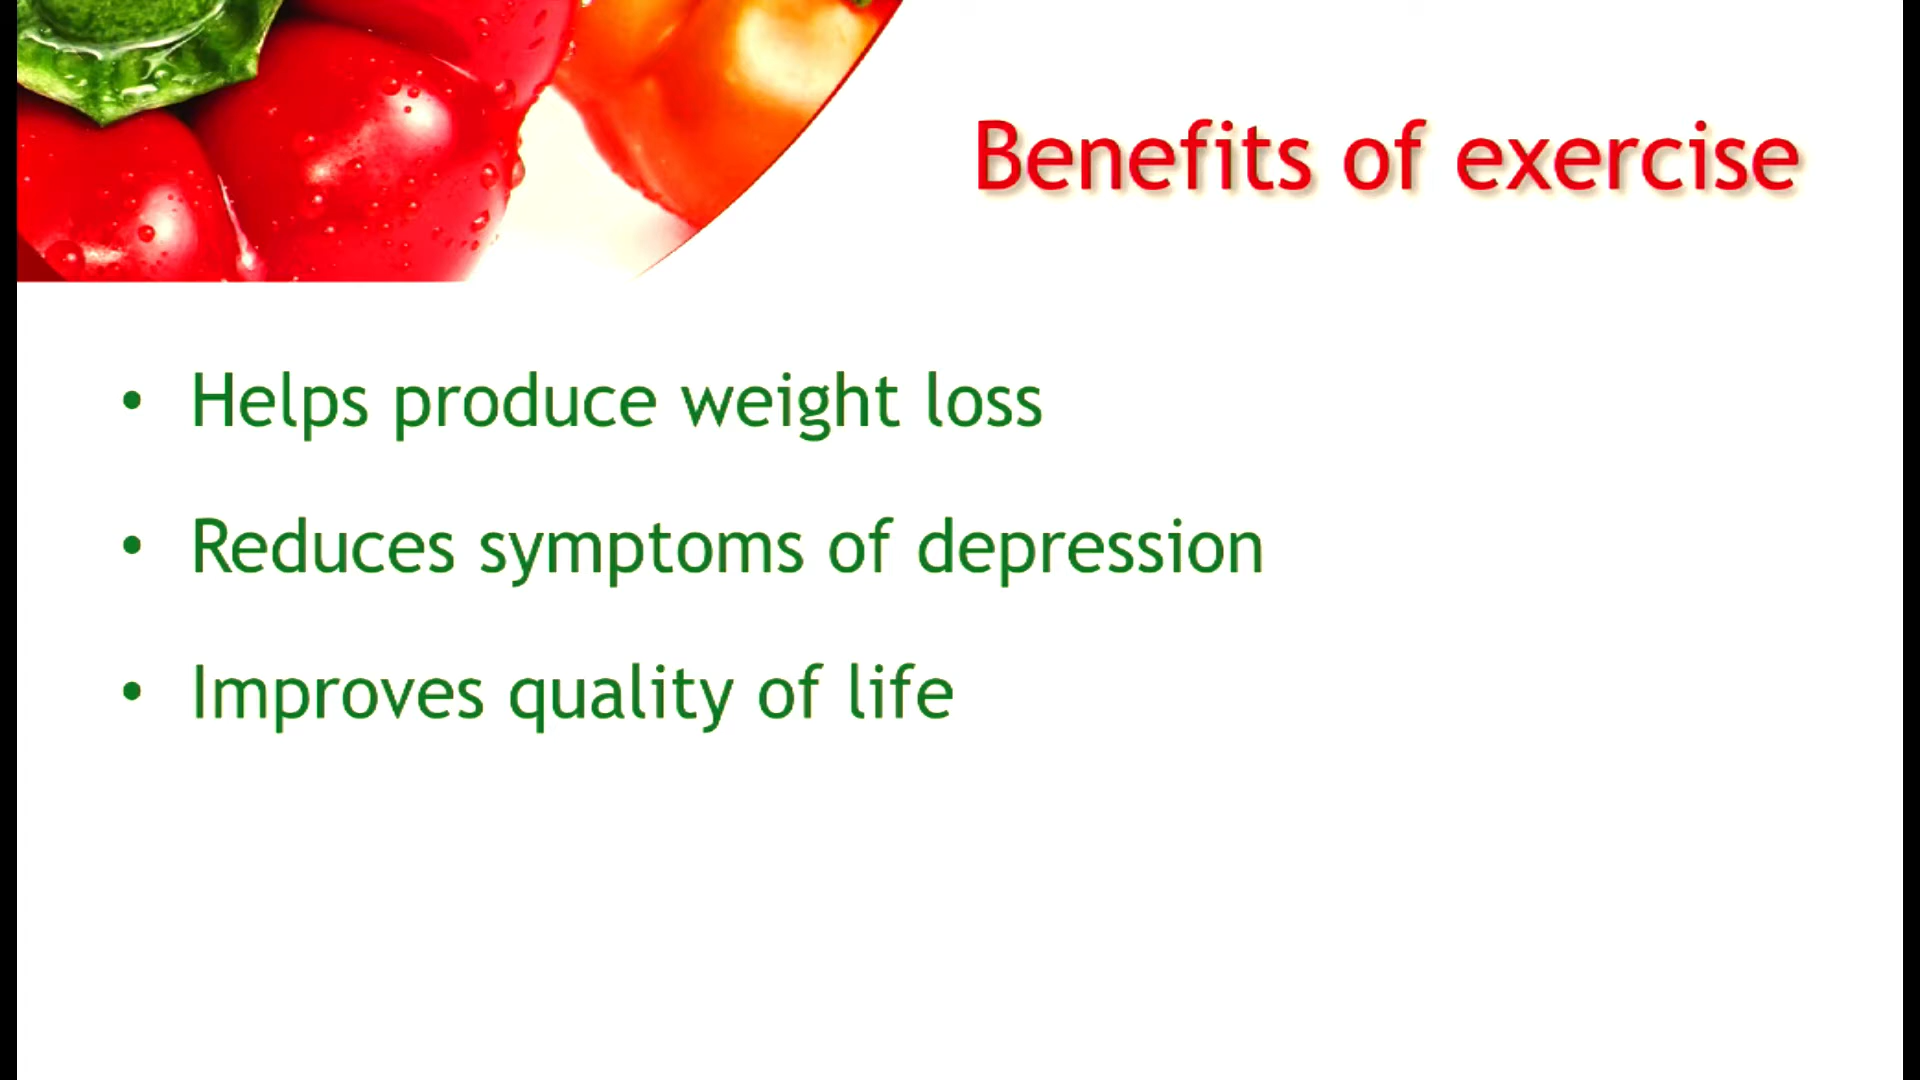 Benefits of exercise
• Helps produce weight loss
• Reduces symptoms of depression
• Improves quality of life